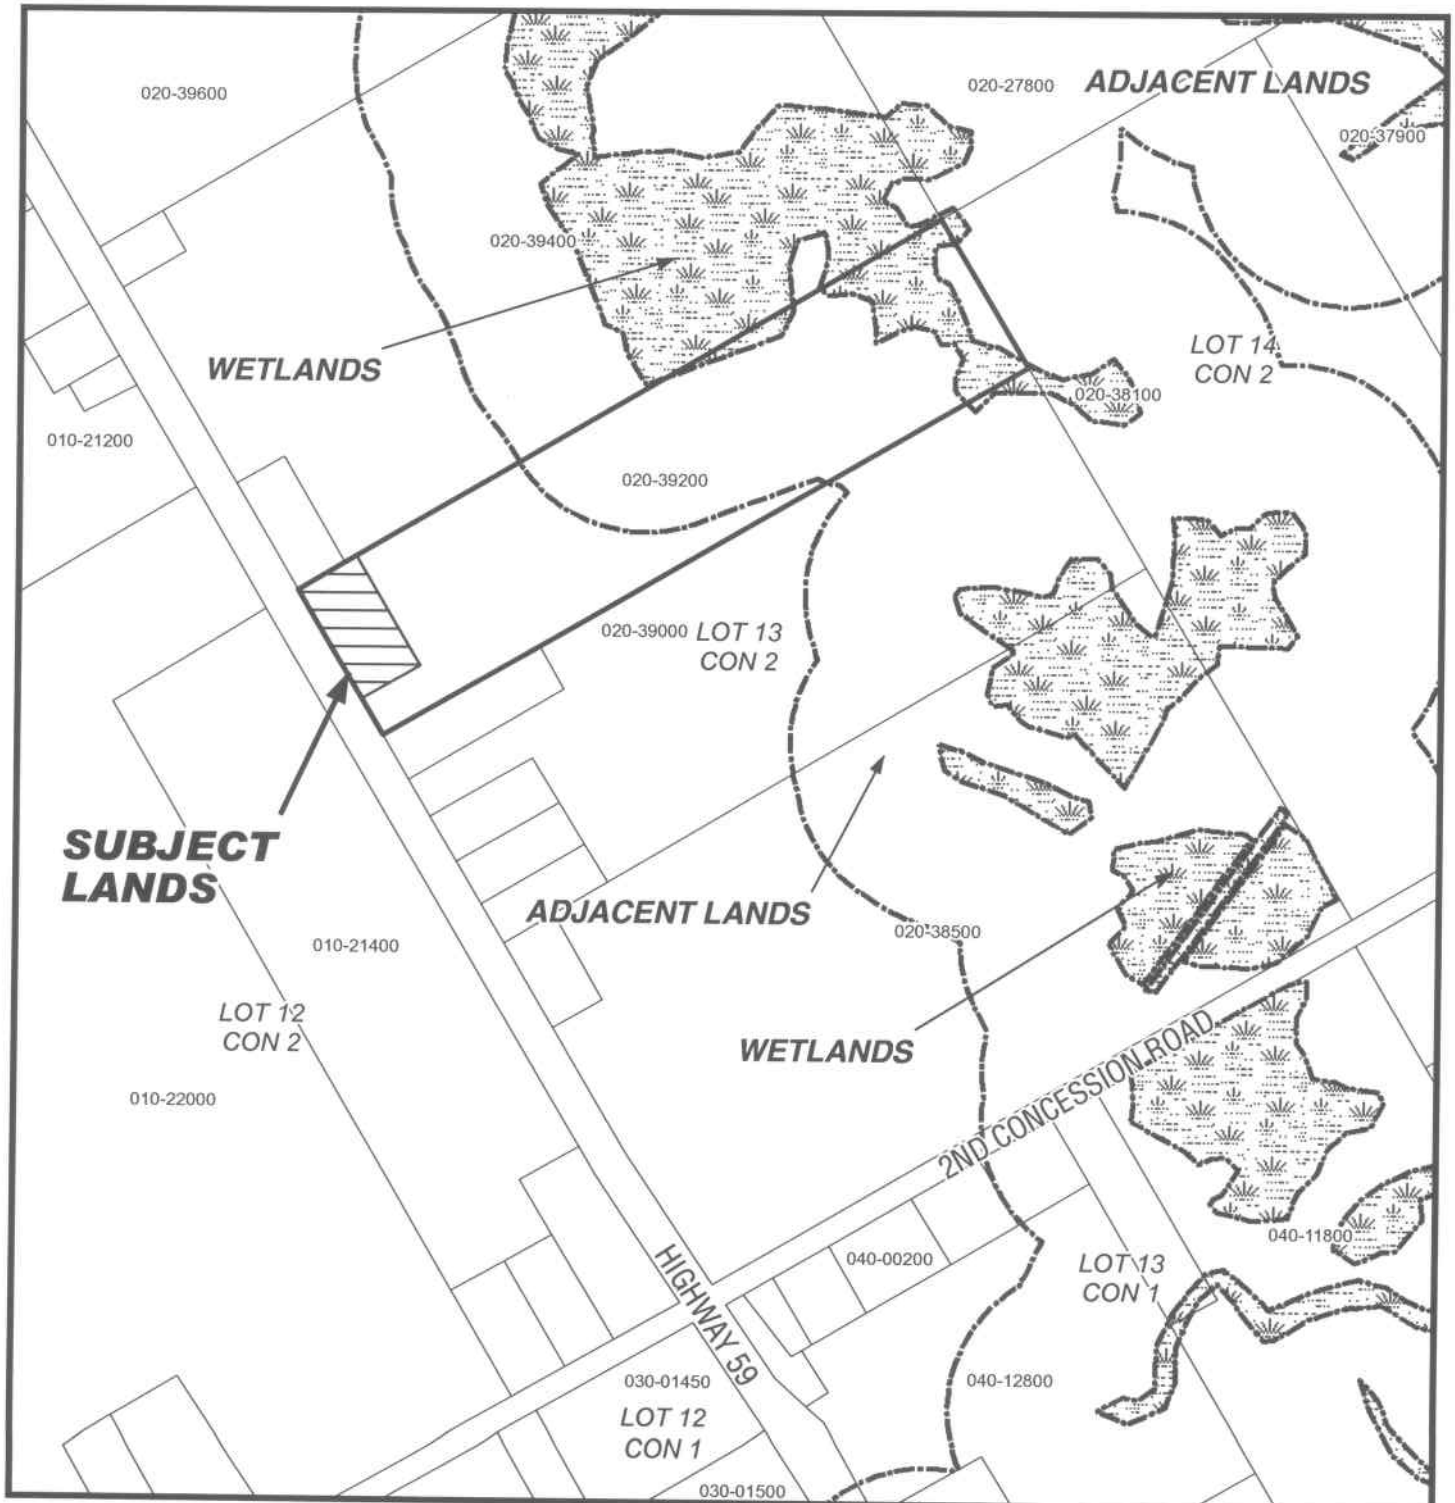 020-39600
020-27800
ADJACENT LANDS
020-37900
020-39400
WETLANDS
LOT 14
CON 2
020-38100
010-21200
020-39200
020-39000
LOT 13
CON 2
SUBJECT
LANDS
ADJACENT LANDS
020-38500
010-21400
LOT 12
CON 2
WETLANDS
010-22000
2ND CONCESSION ROAD
HIGHWAY 59
040-00200
LOT 13
CON 1
040-11800
030-01450
LOT 12
CON 1
040-12800
030-01500